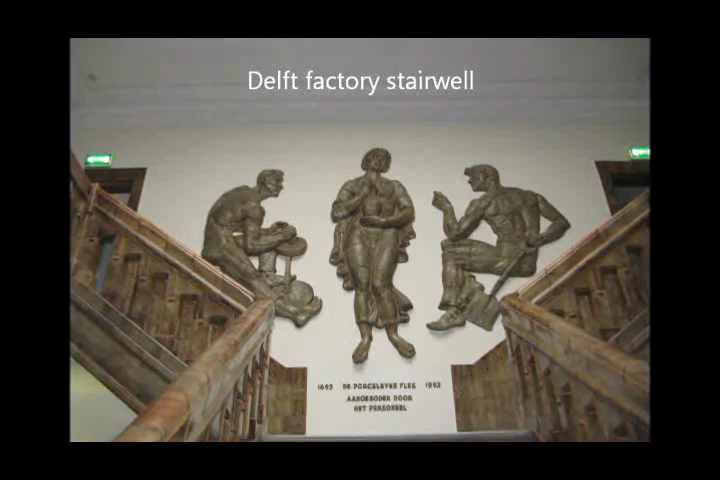 Delft factory stairwell
1653 DE PORCELEYNE FLES 1953
AANGEBODEN DOOR
HET PERSONEEL